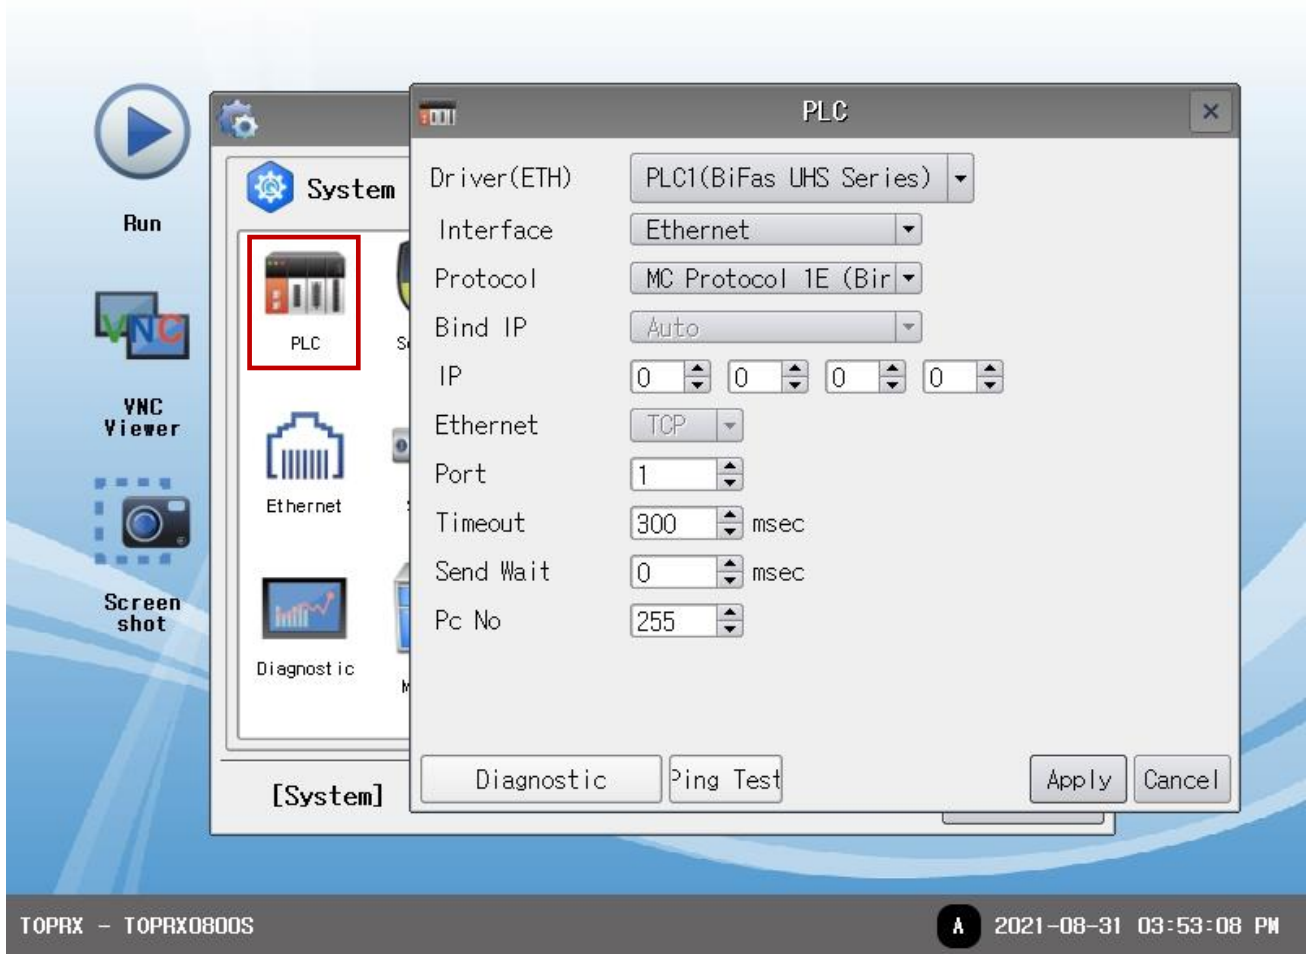 PLC
Run
VNC
Viewer
Screen
shot
System
PLC
Ethernet
Diagnostic
[System]
Driver(ETH) PLC1(BiFas UHS Series)
Interface Ethernet
Protocol MC Protocol 1E (Bir
Bind IP Auto
IP 0 0 0 0
Ethernet TCP
Port 1
Timeout 300 msec
Send Wait 0 msec
Pc No 255
Diagnostic Ping Test Apply Cancel
TOPRX - TOPRX0800S A 2021-08-31 03:53:08 PM